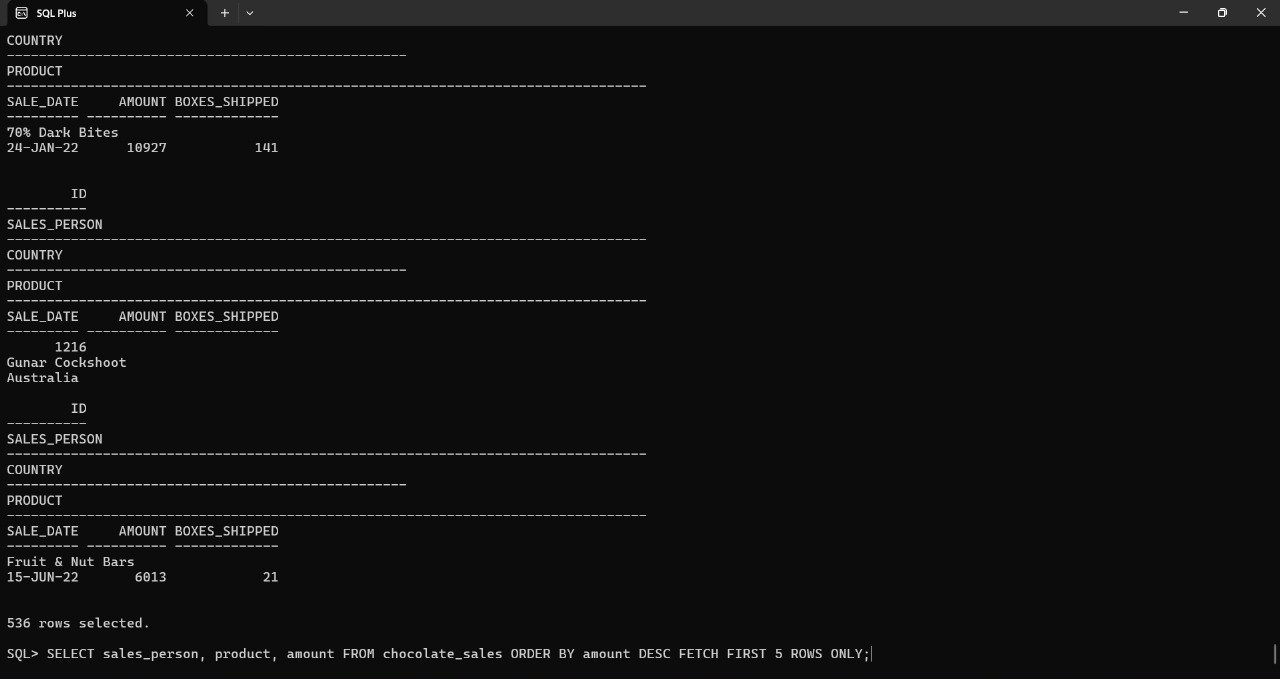 SQL Plus
COUNTRY
--------------------------------------------------
PRODUCT
--------------------------------------------------------------------------------
SALE_DATE     AMOUNT BOXES_SHIPPED
--------- ---------- -------------
70% Dark Bites
24-JAN-22      10927           141
        ID
----------
SALES_PERSON
--------------------------------------------------------------------------------
COUNTRY
--------------------------------------------------
PRODUCT
--------------------------------------------------------------------------------
SALE_DATE     AMOUNT BOXES_SHIPPED
--------- ---------- -------------
      1216
Gunar Cockshoot
Australia
        ID
----------
SALES_PERSON
--------------------------------------------------------------------------------
COUNTRY
--------------------------------------------------
PRODUCT
--------------------------------------------------------------------------------
SALE_DATE     AMOUNT BOXES_SHIPPED
--------- ---------- -------------
Fruit & Nut Bars
15-JUN-22       6013            21
536 rows selected.
SQL> SELECT sales_person, product, amount FROM chocolate_sales ORDER BY amount DESC FETCH FIRST 5 ROWS ONLY;